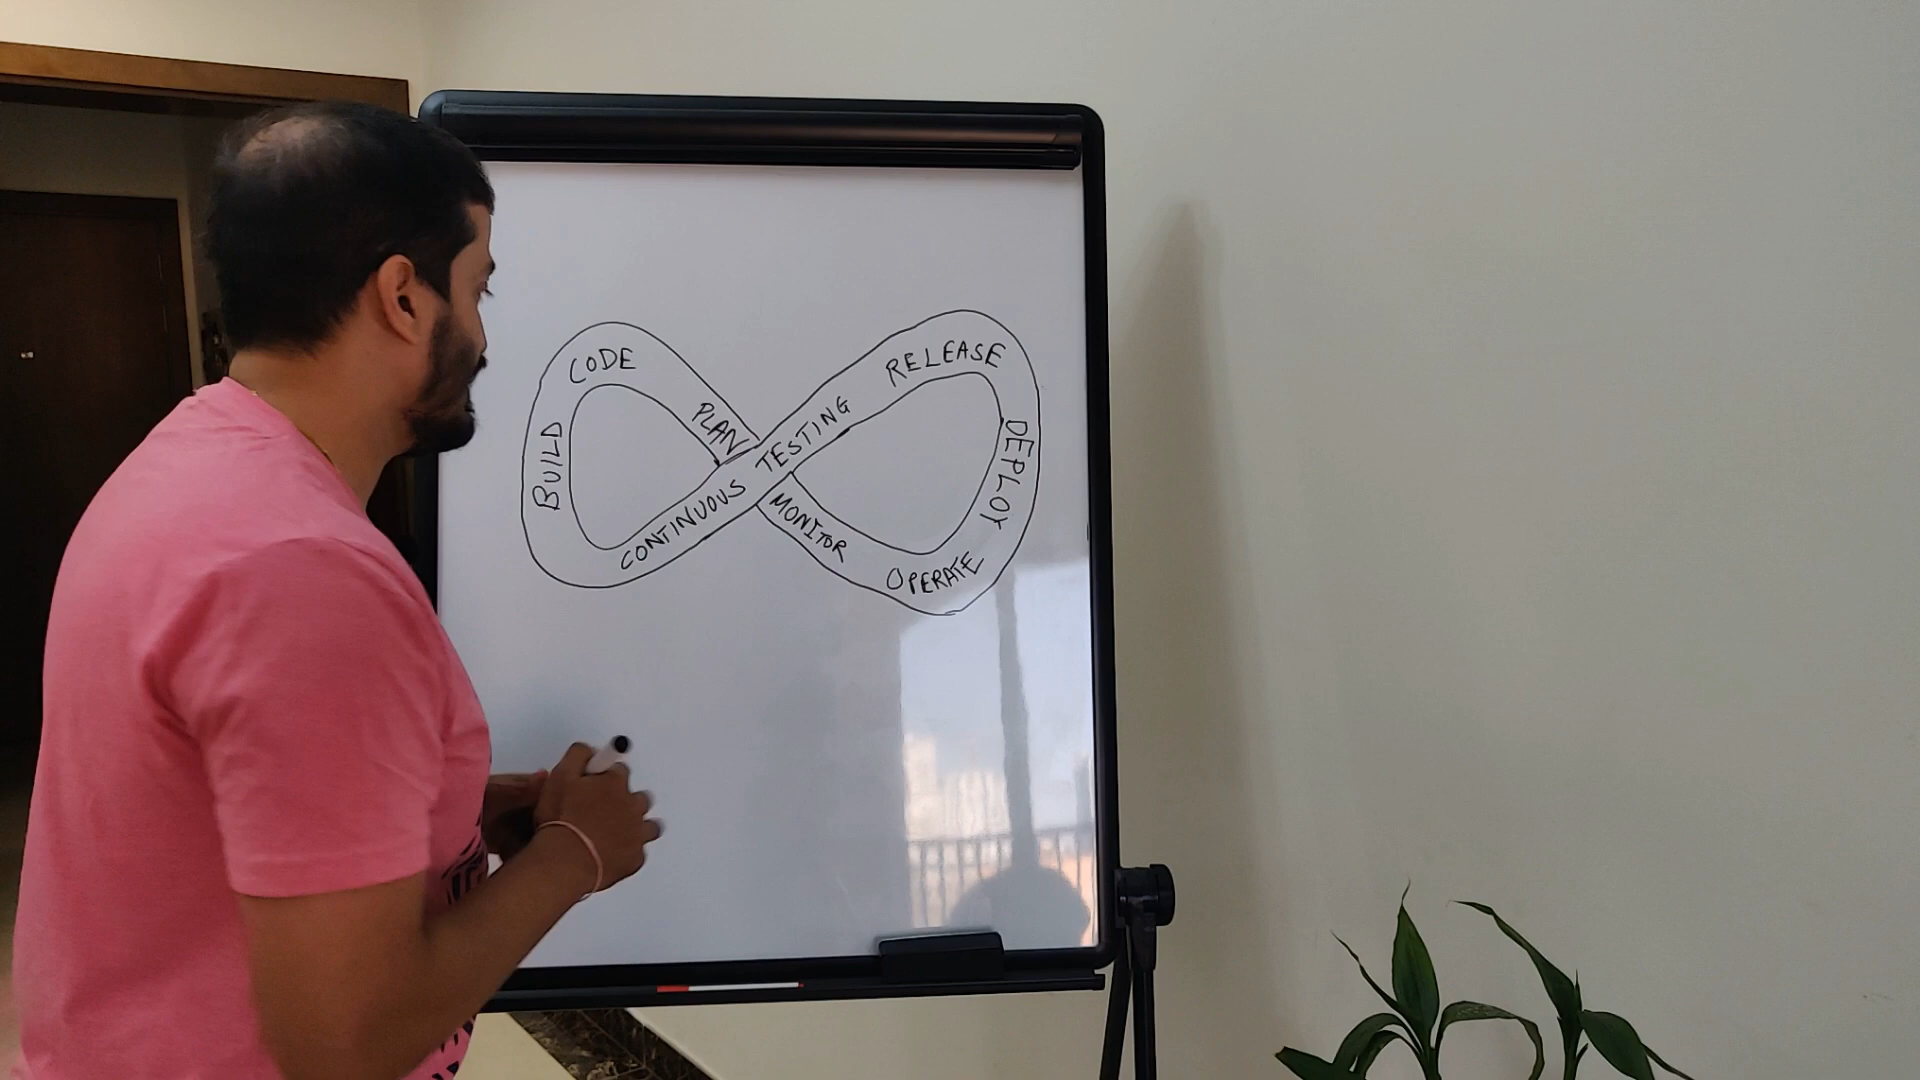 CODE
PLAN
BUILD
CONTINUOUS TESTING
RELEASE
DEPLOY
OPERATE
MONITOR